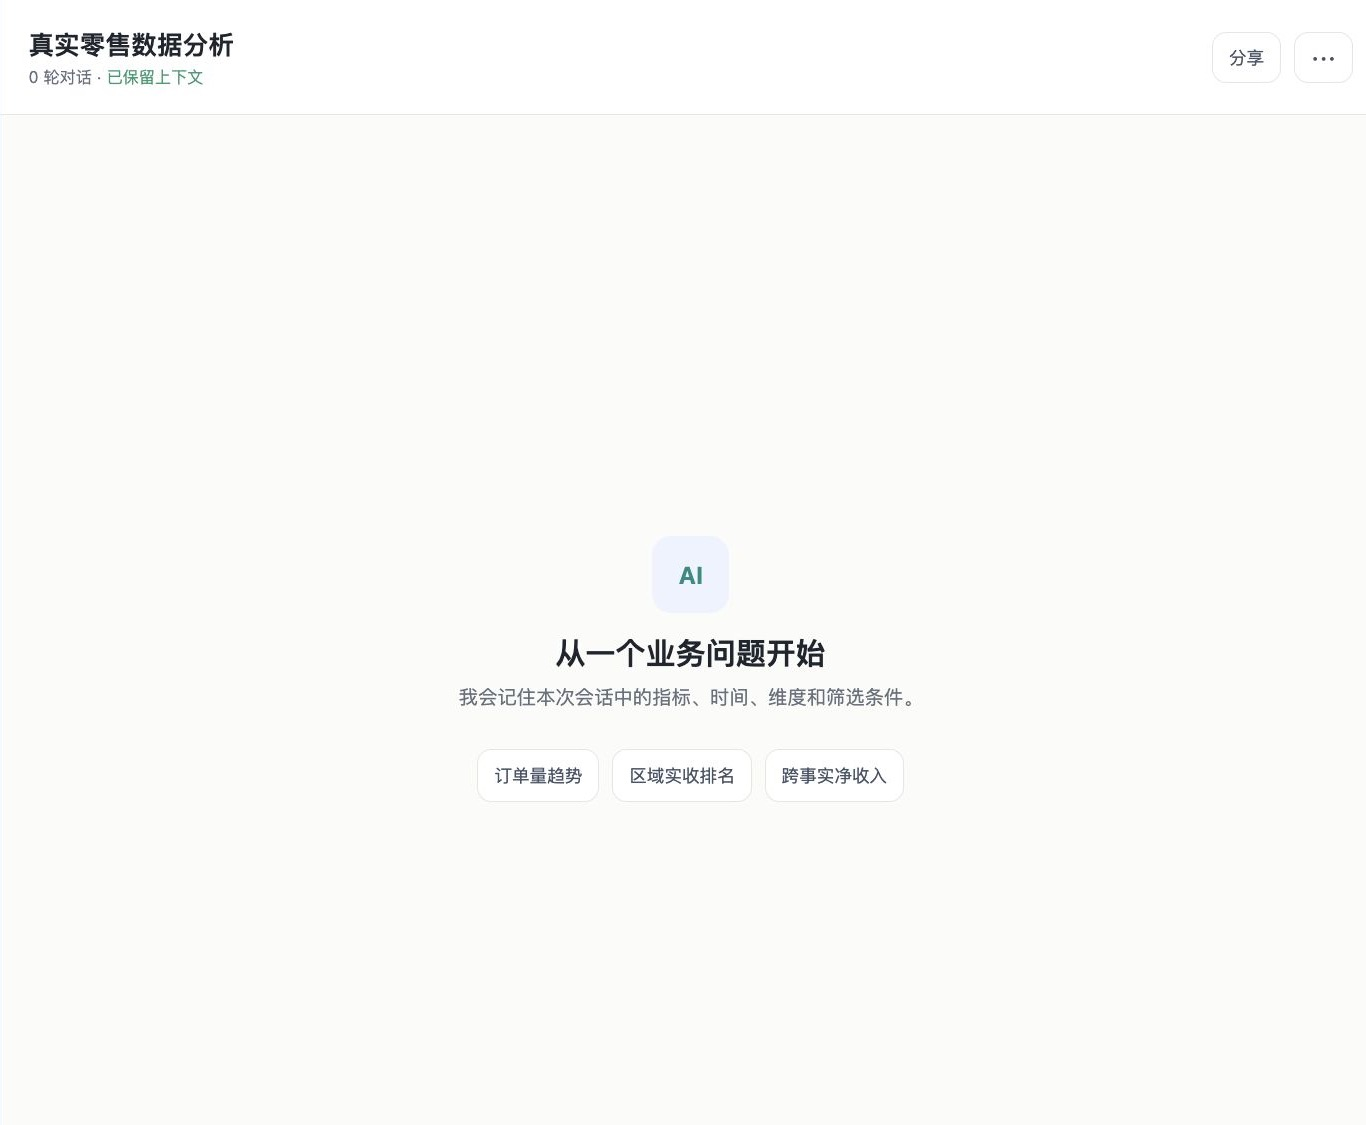 真实零售数据分析
0 轮对话 · 已保留上下文
分享
···
AI
从一个业务问题开始
我会记住本次会话中的指标、时间、维度和筛选条件。
订单量趋势
区域实收排名
跨事实净收入